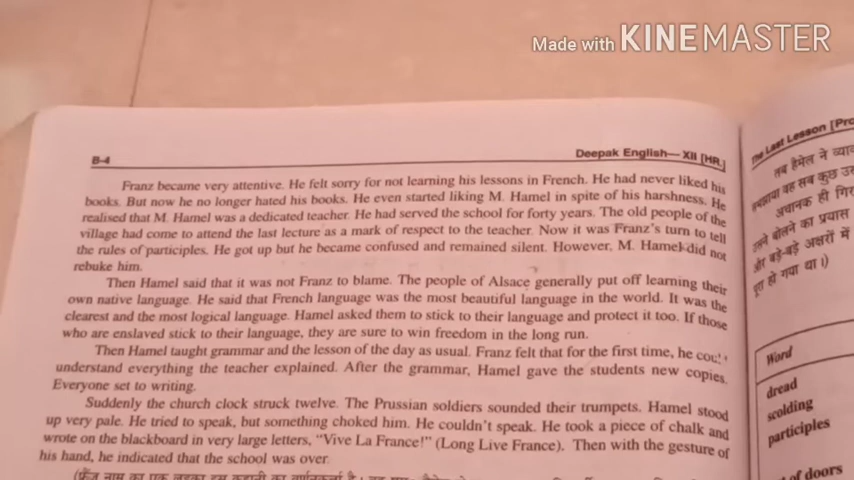 Made with KINEMASTER
B-4
Deepak English— XII [HR.]
Franz became very attentive. He felt sorry for not learning his lessons in French. He had never liked his
books. But now he no longer hated his books. He even started liking M. Hamel in spite of his harshness. He
realised that M. Hamel was a dedicated teacher. He had served the school for forty years. The old people of the
village had come to attend the last lecture as a mark of respect to the teacher. Now it was Franz's turn to tell
the rules of participles. He got up but he became confused and remained silent. However, M. Hamel did not
rebuke him.
Then Hamel said that it was not Franz to blame. The people of Alsace generally put off learning their
own native language. He said that French language was the most beautiful language in the world. It was the
clearest and the most logical language. Hamel asked them to stick to their language and protect it too. If those
who are enslaved stick to their language, they are sure to win freedom in the long run.
Then Hamel taught grammar and the lesson of the day as usual. Franz felt that for the first time, he
understand everything the teacher explained. After the grammar, Hamel gave the students new copies.
Everyone set to writing.
Suddenly the church clock struck twelve. The Prussian soldiers sounded their trumpets. Hamel stood
up very pale. He tried to speak, but something choked him. He couldn't speak. He took a piece of chalk and
wrote on the blackboard in very large letters, "Vive La France!" (Long Live France). Then with the gesture of
his hand, he indicated that the school was over.
The Last Lesson [Pro
तब हैमेल ने
वह सब कुछ
अचानक ही
उसने बोलने का प्रयास
और बड़े-बड़े अक्षरों में
पूरा हो गया था।)
Word
dread
scolding
participles
of doors